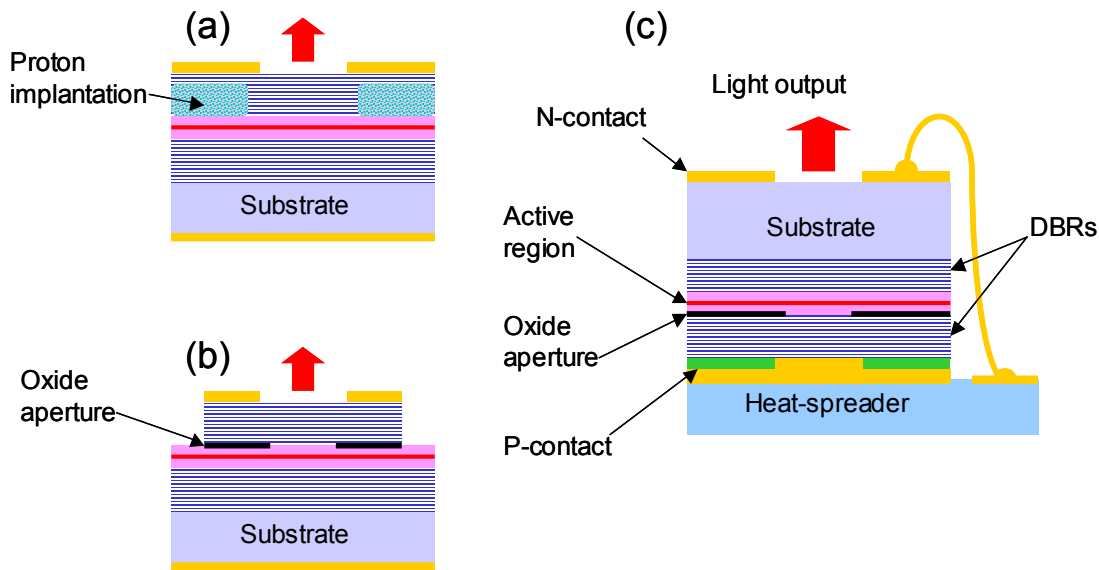 (a)
Proton
implantation
Substrate
(b)
Oxide
aperture
Substrate
(c)
Light output
N-contact
Active
region
Substrate
DBRs
Oxide
aperture
Heat-spreader
P-contact